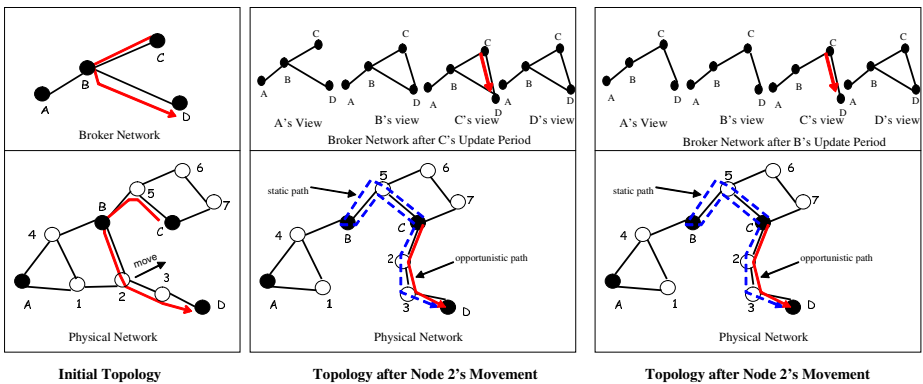 C
B
A
D
Broker Network
6
5
B
7
C
4
move
3
A
1
2
D
Physical Network
Initial Topology
C
B
A
D
A's View
C
B
A
D
B's view
C
B
A
D
C's view
C
B
A
D
D's view
Broker Network after C's Update Period
6
5
static path
7
B
C
4
2
opportunistic path
A
1
3
D
Physical Network
Topology after Node 2's Movement
C
B
A
D
A's View
C
B
A
D
B's view
C
B
A
D
C's view
C
B
A
D
D's view
Broker Network after B's Update Period
6
5
static path
7
B
C
4
2
opportunistic path
A
1
3
D
Physical Network
Topology after Node 2's Movement